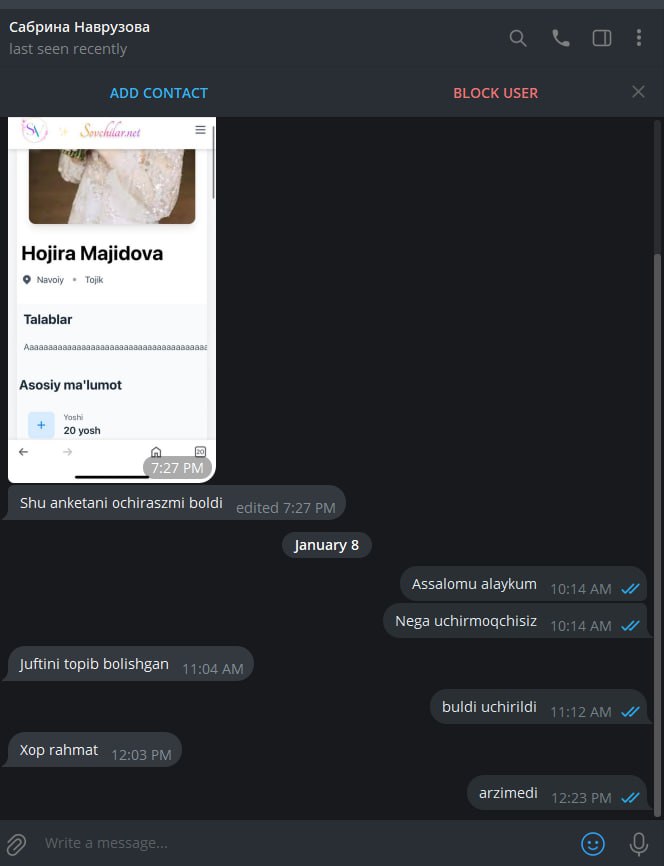 Сабрина Наврузова
last seen recently
ADD CONTACT
BLOCK USER
SA
Sovchilar.net
Hojira Majidova
Navoiy • Tojik
Talablar
Aaaaaaaaaaaaaaaaaaaaaaaaaaaaaaaaaaaaaaa
Asosiy ma'lumot
Yoshi
20 yosh
20
7:27 PM
Shu anketani ochiraszmi boldi edited 7:27 PM
January 8
Assalomu alaykum 10:14 AM
Nega uchirmoqchisiz 10:14 AM
Juftini topib bolishgan 11:04 AM
buldi uchirildi 11:12 AM
Xop rahmat 12:03 PM
arzimedi 12:23 PM
Write a message...